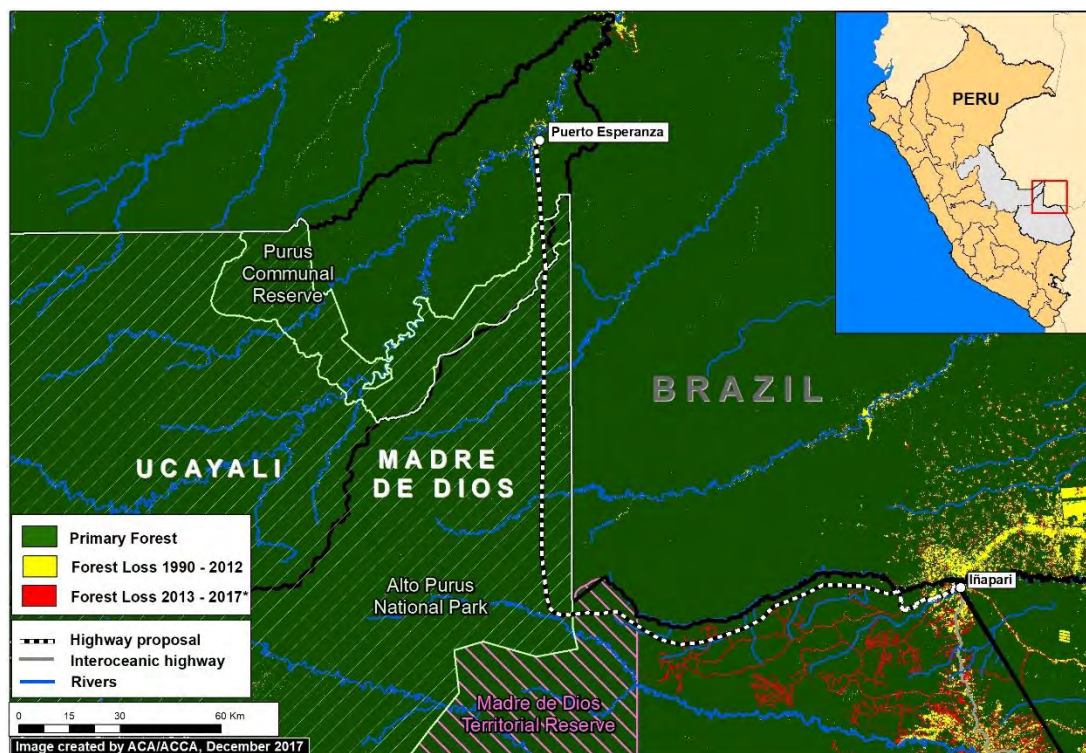 PERU
Puerto Esperanza
Purus
Communal
Reserve
BRAZIL
UCAYALI
MADRE
DE DIOS
Alto Purus
National Park
Iñapari
Madre de Dios
Territorial Reserve
Primary Forest
Forest Loss 1990 - 2012
Forest Loss 2013 - 2017*
Highway proposal
Interoceanic highway
Rivers
0 15 30 60 Km
Image created by ACA/ACCA, December 2017